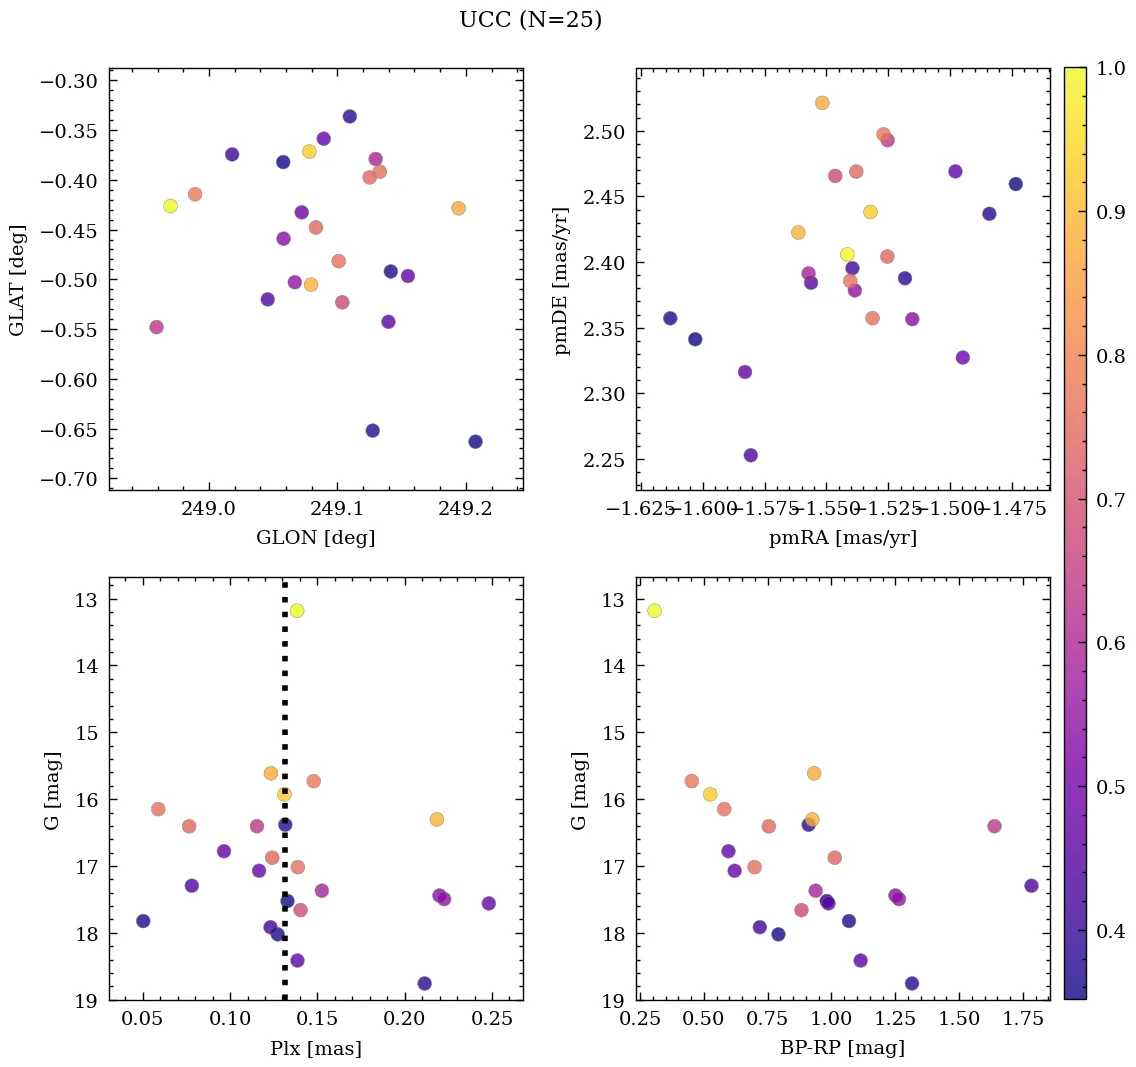 UCC (N=25)
−0.30
−0.35
−0.40
−0.45
−0.50
−0.55
−0.60
−0.65
−0.70
GLAT [deg]
249.0 249.1 249.2
GLON [deg]
2.50
2.45
2.40
2.35
2.30
2.25
pmDE [mas/yr]
−1.625 −1.600 −1.575 −1.550 −1.525 −1.500 −1.475
pmRA [mas/yr]
13
14
15
16
17
18
19
G [mag]
0.05 0.10 0.15 0.20 0.25
Plx [mas]
13
14
15
16
17
18
19
G [mag]
0.25 0.50 0.75 1.00 1.25 1.50 1.75
BP-RP [mag]
1.0
0.9
0.8
0.7
0.6
0.5
0.4